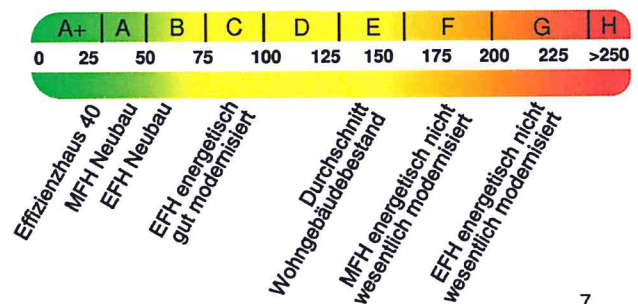 A+ A B C D E F G H
0 25 50 75 100 125 150 175 200 225 >250
Effizienzhaus 40
MFH Neubau
EFH Neubau
EFH energetisch
gut modernisiert
Durchschnitt
Wohngebäudebestand
MFH energetisch nicht
wesentlich modernisiert
EFH energetisch nicht
wesentlich modernisiert
7